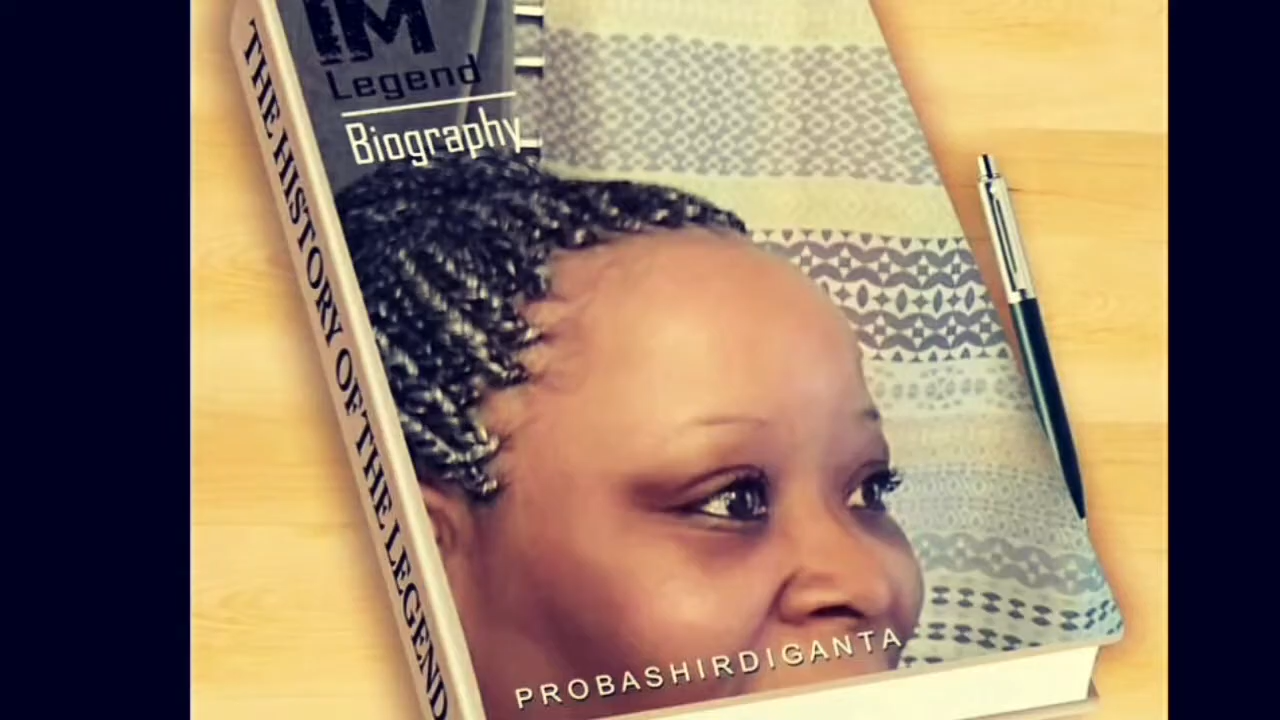 IM
Legend
Biography
THE HISTORY OF THE LEGEND
PROBASHIRDIGANTA